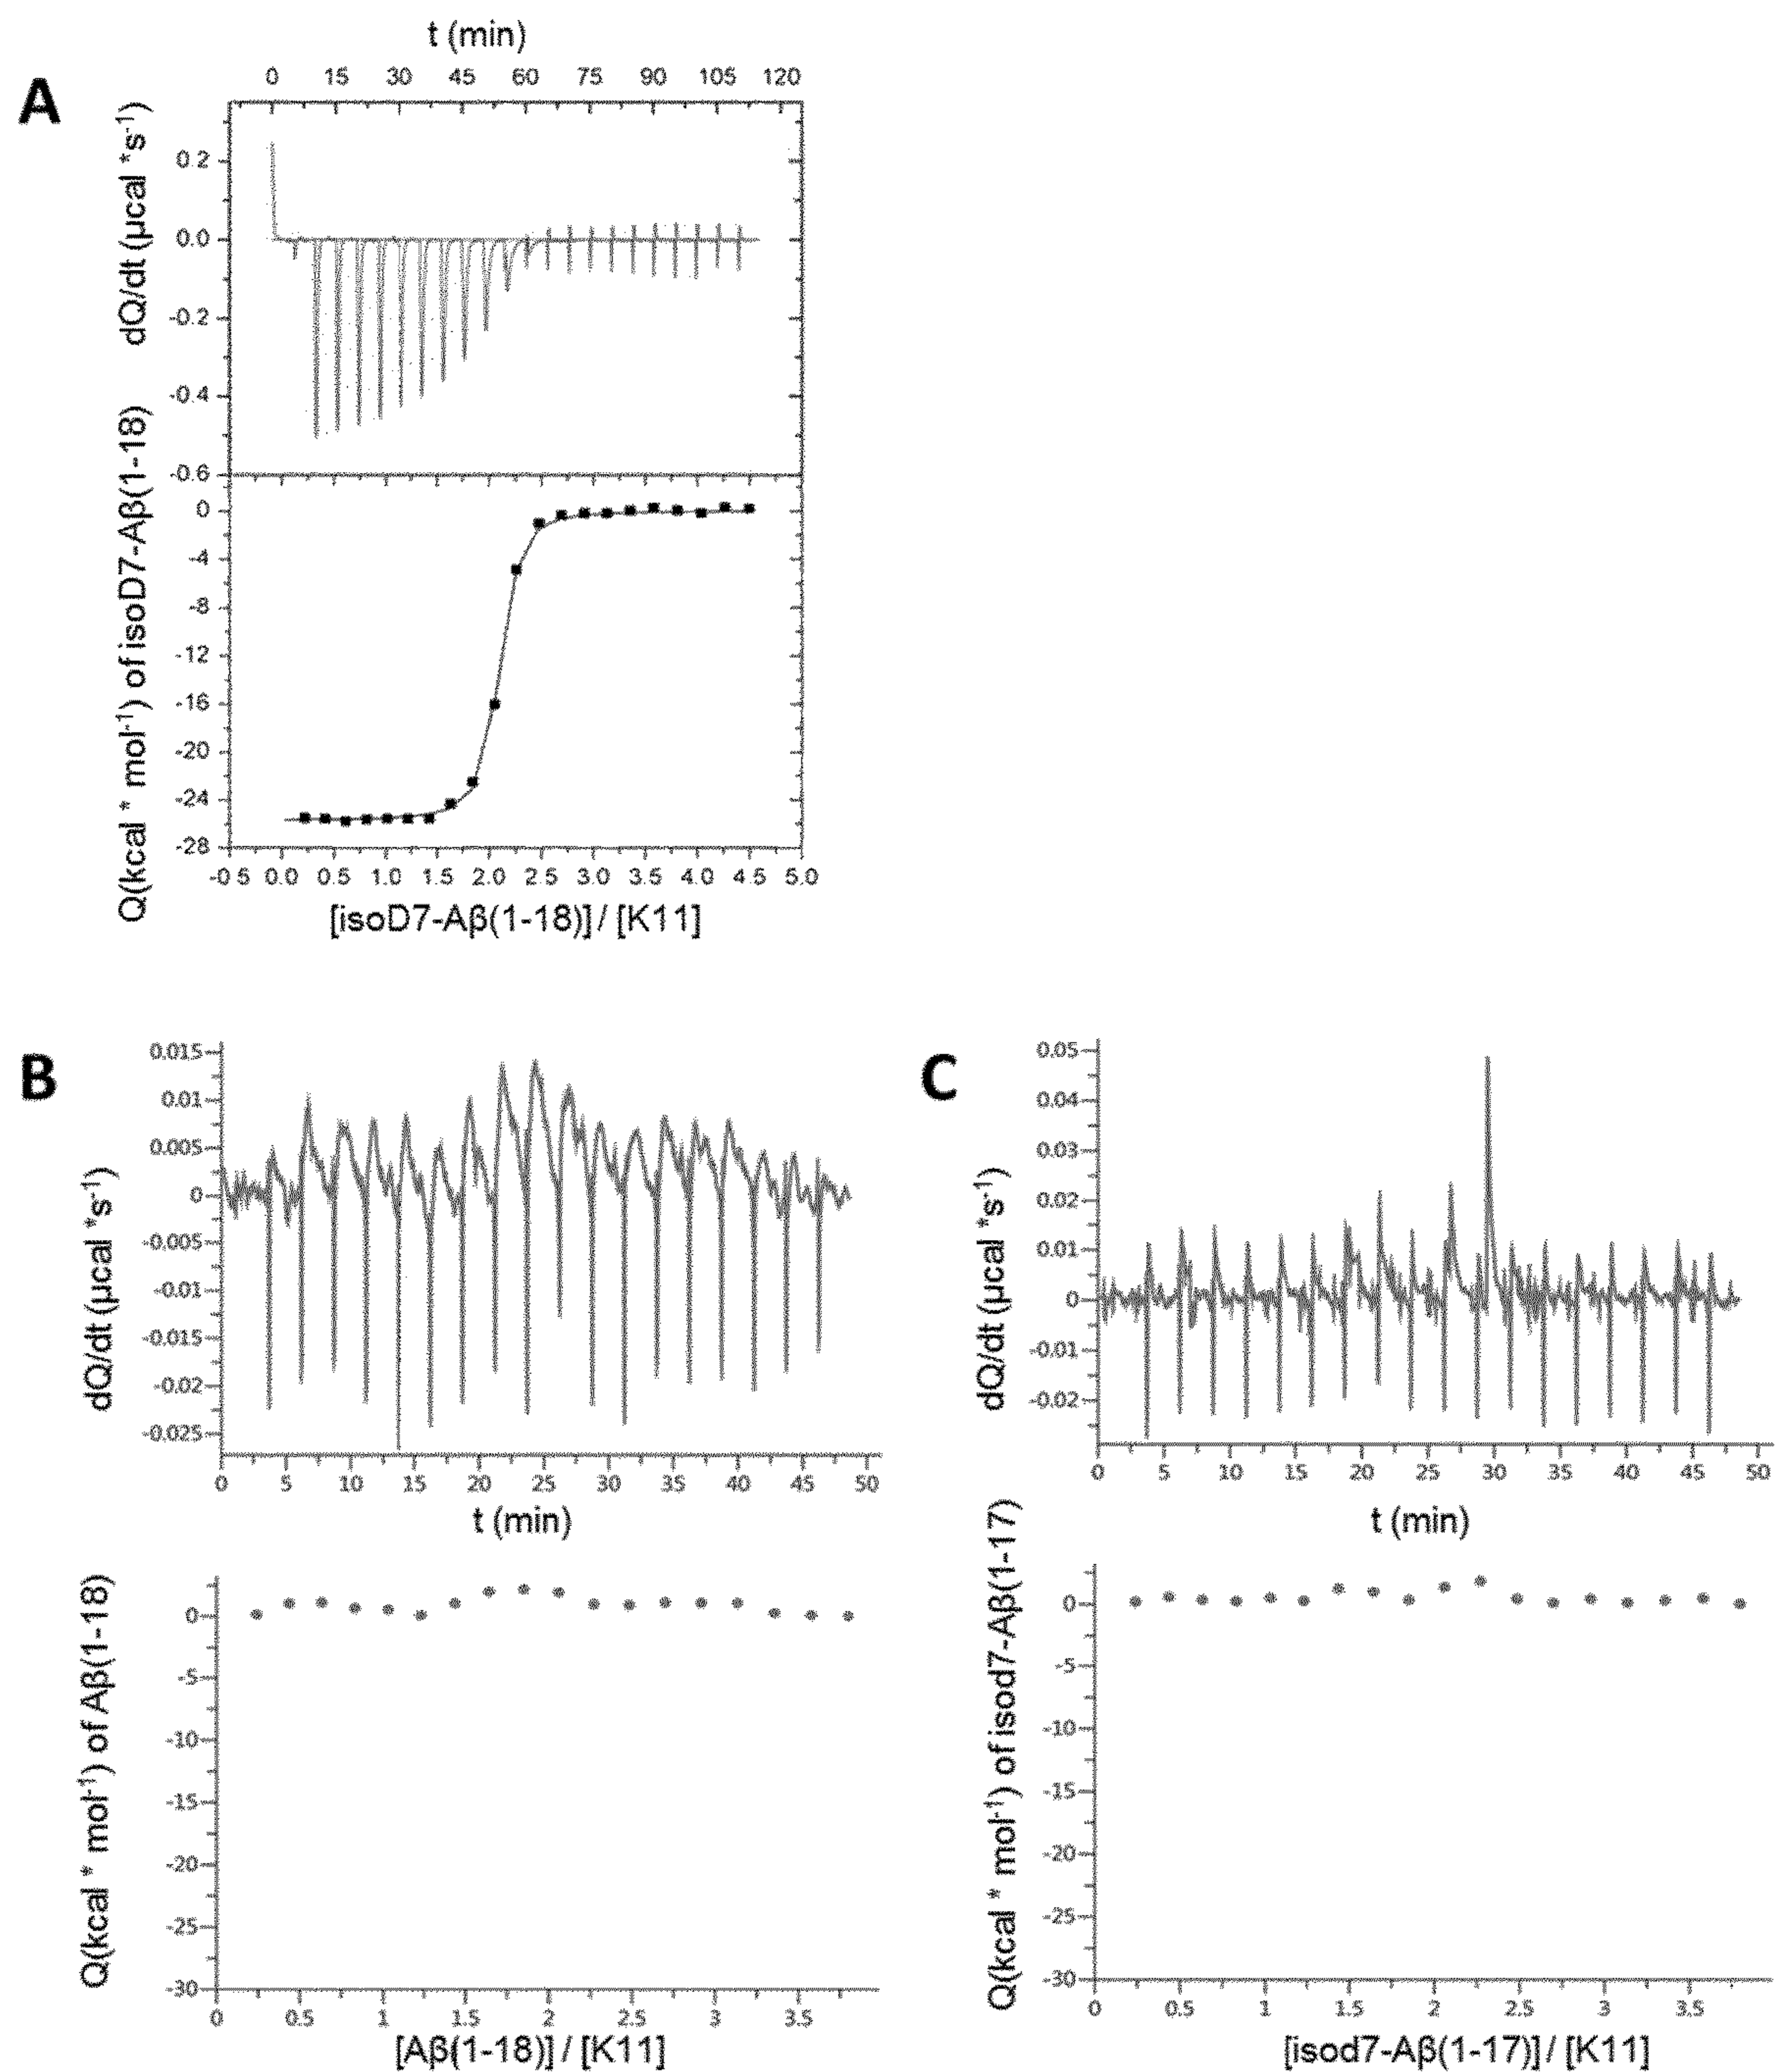 t (min)
0 15 30 45 60 75 90 105 120
A
dQ/dt (µcal *s-1)
0.2
0.0
-0.2
-0.4
-0.6
Q(kcal * mol-1) of isoD7-Aβ(1-18)
0
-4
-8
-12
-16
-20
-24
-28
-0 5 0.0 0.5 1.0 1.5 2.0 2.5 3.0 3.5 4.0 4.5 5.0
[isoD7-Aβ(1-18)] / [K11]
B
dQ/dt (µcal *s-1)
0.015
0.01
0.005
0
-0.005
-0.01
-0.015
-0.02
-0.025
0 5 10 15 20 25 30 35 40 45 50
t (min)
Q(kcal * mol-1) of Aβ(1-18)
0
-5
-10
-15
-20
-25
-30
0 0.5 1 1.5 2 2.5 3 3.5
[Aβ(1-18)] / [K11]
C
dQ/dt (µcal *s-1)
0.05
0.04
0.03
0.02
0.01
0
-0.01
-0.02
0 5 10 15 20 25 30 35 40 45 50
t (min)
Q(kcal * mol-1) of isod7-Aβ(1-17)
0
-5
-10
-15
-20
-25
-30
0 0.5 1 1.5 2 2.5 3 3.5
[isod7-Aβ(1-17)] / [K11]